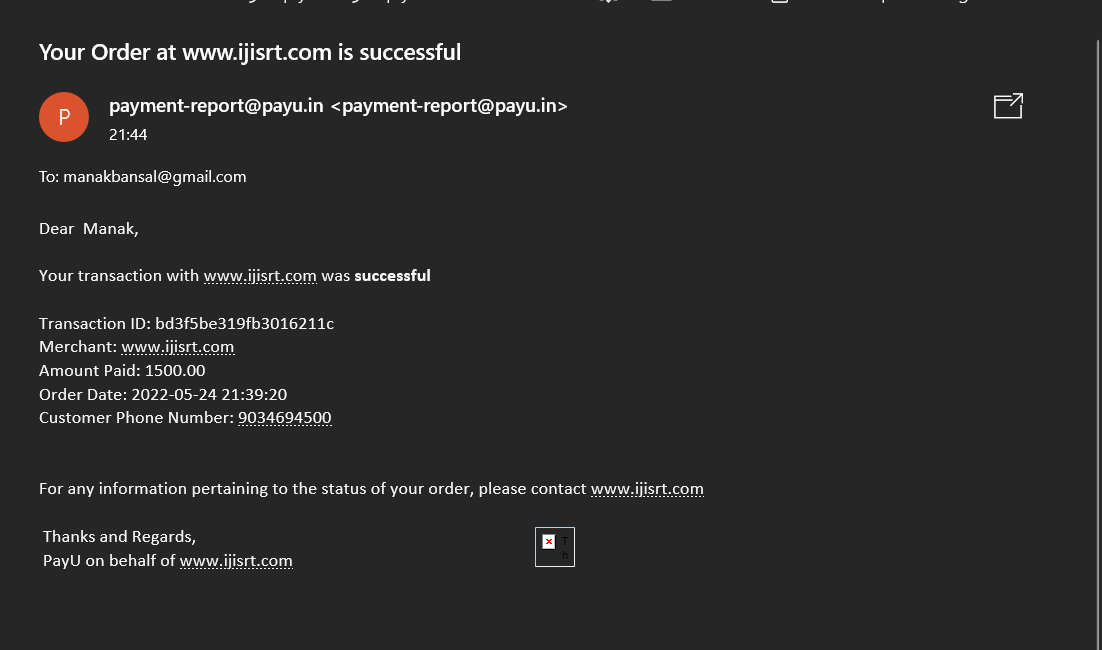 Your Order at www.ijisrt.com is successful
P
payment-report@payu.in <payment-report@payu.in>
21:44
To: manakbansal@gmail.com
Dear  Manak,
Your transaction with www.ijisrt.com was successful
Transaction ID: bd3f5be319fb3016211c
Merchant: www.ijisrt.com
Amount Paid: 1500.00
Order Date: 2022-05-24 21:39:20
Customer Phone Number: 9034694500
For any information pertaining to the status of your order, please contact www.ijisrt.com
Thanks and Regards,
T
h
PayU on behalf of www.ijisrt.com